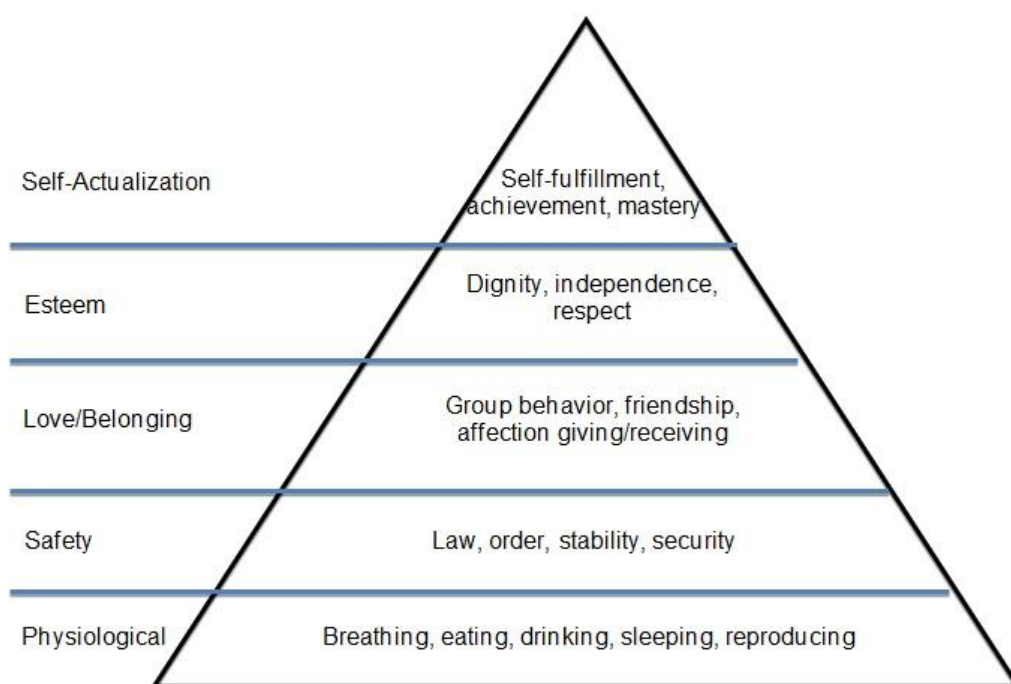 Self-Actualization
Self-fulfillment,
achievement, mastery
Esteem
Dignity, independence,
respect
Love/Belonging
Group behavior, friendship,
affection giving/receiving
Safety
Law, order, stability, security
Physiological
Breathing, eating, drinking, sleeping, reproducing